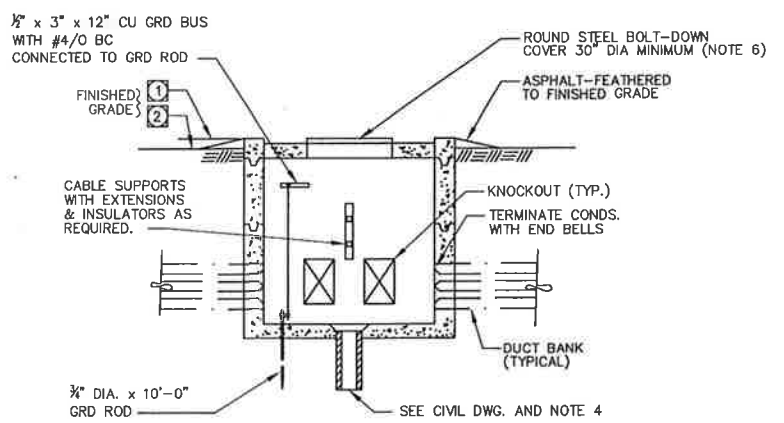 ½" x 3" x 12" CU GRD BUS
WITH #4/0 BC
CONNECTED TO GRD ROD
FINISHED
GRADE
1
2
ROUND STEEL BOLT-DOWN
COVER 30" DIA MINIMUM (NOTE 6)
ASPHALT-FEATHERED
TO FINISHED GRADE
CABLE SUPPORTS
WITH EXTENSIONS
& INSULATORS AS
REQUIRED.
KNOCKOUT (TYP.)
TERMINATE CONDS.
WITH END BELLS
DUCT BANK
(TYPICAL)
¾" DIA. x 10'-0"
GRD ROD
SEE CIVIL DWG. AND NOTE 4